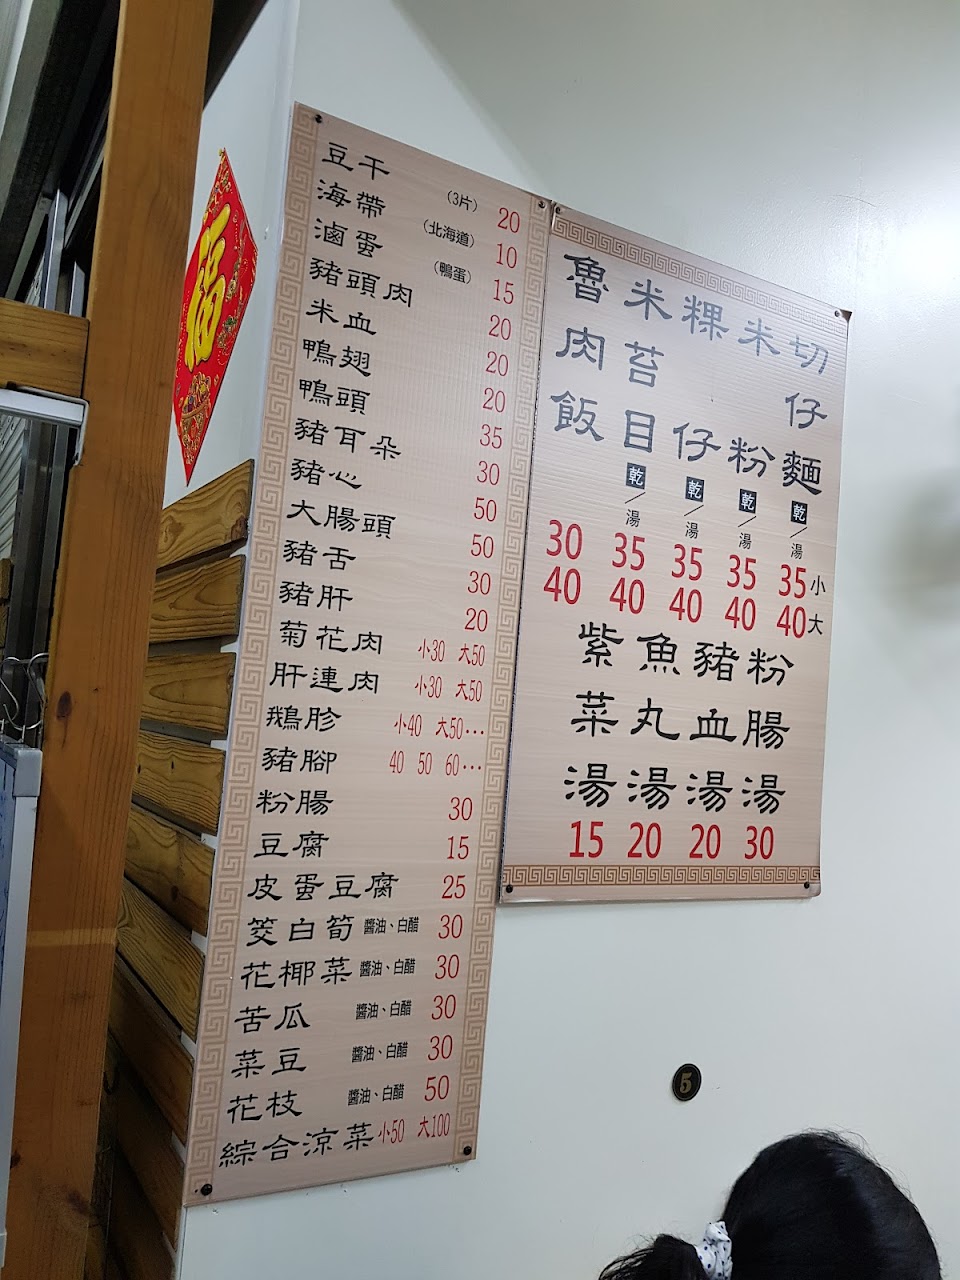 福
豆干 (3片) 20
海帶 (北海道) 10
滷蛋 (鴨蛋) 15
豬頭肉 20
米血 20
鴨翅 20
鴨頭 35
豬耳朵 30
豬心 50
大腸頭 50
豬舌 30
豬肝 20
菊花肉 小30 大50
肝連肉 小30 大50
鵝胗 小40 大50⋯
豬腳 40 50 60⋯
粉腸 30
豆腐 15
皮蛋豆腐 25
筊白筍 醬油、白醋 30
花椰菜 醬油、白醋 30
苦瓜 醬油、白醋 30
菜豆 醬油、白醋 30
花枝 醬油、白醋 50
綜合涼菜 小50 大100
切仔麵 乾/湯 35小 40大
米粉 乾/湯 35 40
粿仔 乾/湯 35 40
米苔目 乾/湯 35 40
魯肉飯 30 40
粉腸湯 30
豬血湯 20
魚丸湯 20
紫菜湯 15
5